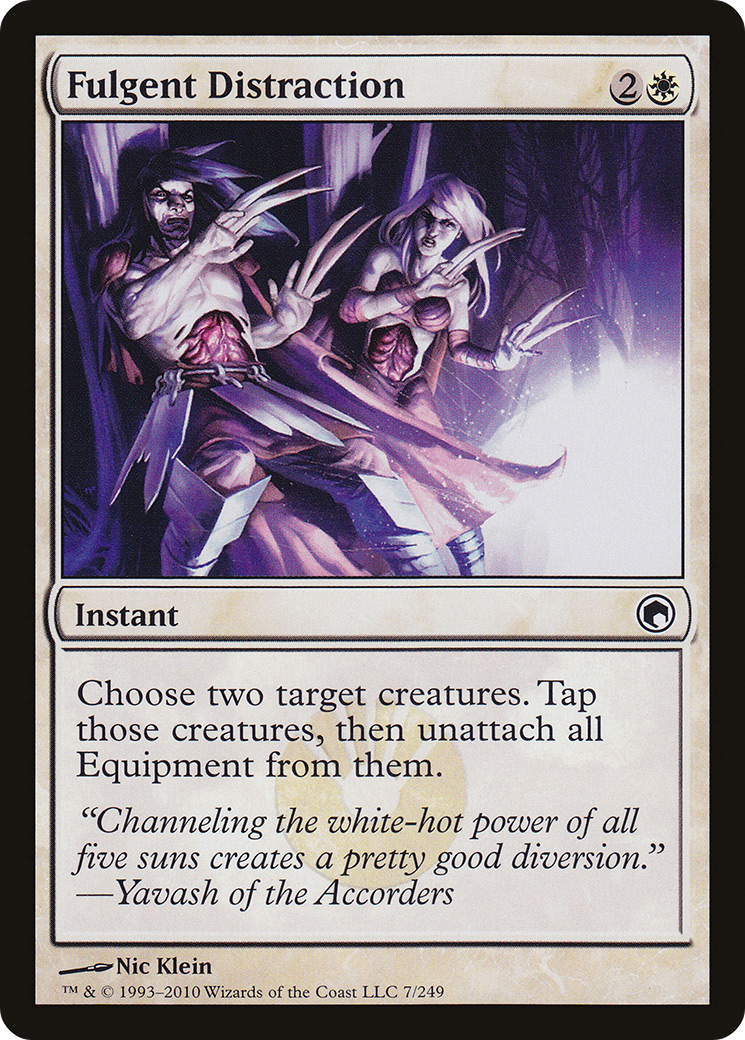 Fulgent Distraction
2
Instant
Choose two target creatures. Tap
those creatures, then unattach all
Equipment from them.
“Channeling the white-hot power of all
five suns creates a pretty good diversion.”
—Yavash of the Accorders
Nic Klein
™ & © 1993–2010 Wizards of the Coast LLC 7/249